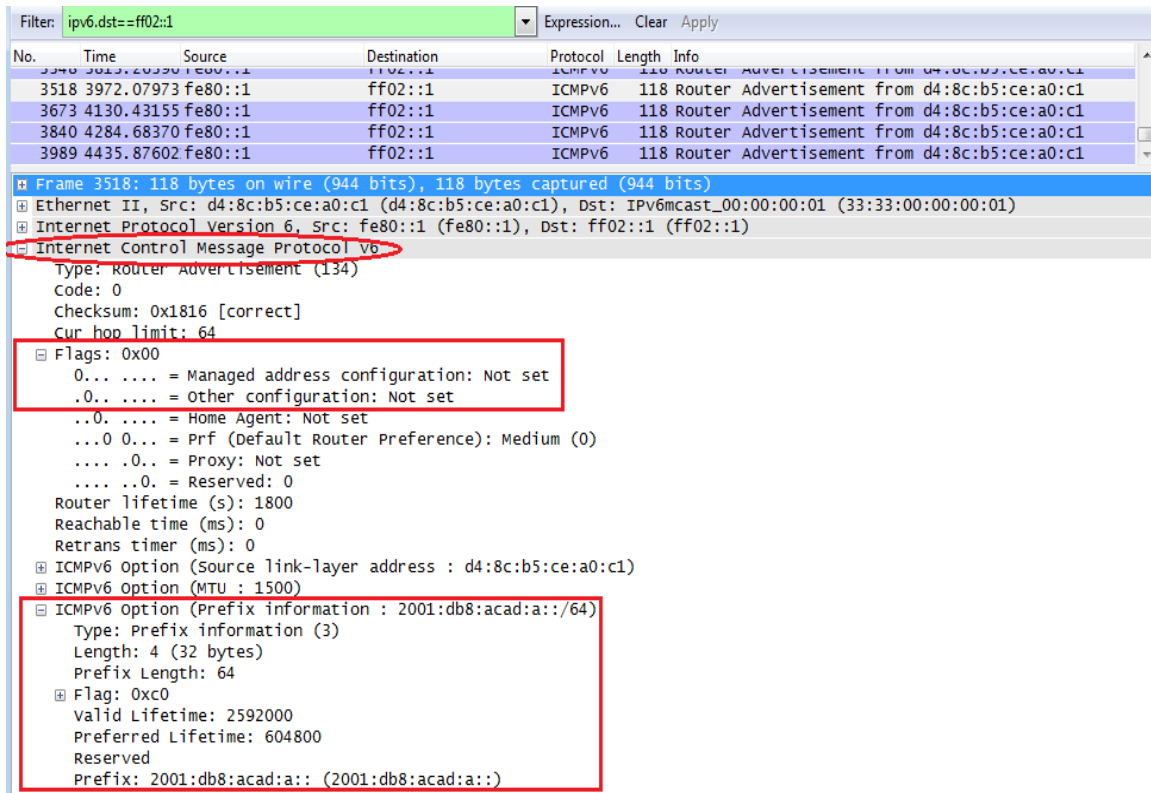 Filter: ipv6.dst==ff02::1 Expression... Clear Apply
No. Time Source Destination Protocol Length Info
3518 3972.07973 fe80::1 ff02::1 ICMPv6 118 Router Advertisement from d4:8c:b5:ce:a0:c1
3673 4130.43155 fe80::1 ff02::1 ICMPv6 118 Router Advertisement from d4:8c:b5:ce:a0:c1
3840 4284.68370 fe80::1 ff02::1 ICMPv6 118 Router Advertisement from d4:8c:b5:ce:a0:c1
3989 4435.87602 fe80::1 ff02::1 ICMPv6 118 Router Advertisement from d4:8c:b5:ce:a0:c1
Frame 3518: 118 bytes on wire (944 bits), 118 bytes captured (944 bits)
Ethernet II, Src: d4:8c:b5:ce:a0:c1 (d4:8c:b5:ce:a0:c1), Dst: IPv6mcast_00:00:00:01 (33:33:00:00:00:01)
Internet Protocol Version 6, Src: fe80::1 (fe80::1), Dst: ff02::1 (ff02::1)
Internet Control Message Protocol v6
Type: Router Advertisement (134)
Code: 0
Checksum: 0x1816 [correct]
Cur hop limit: 64
Flags: 0x00
0... .... = Managed address configuration: Not set
.0.. .... = Other configuration: Not set
..0. .... = Home Agent: Not set
...0 0... = Prf (Default Router Preference): Medium (0)
.... .0.. = Proxy: Not set
.... ..0. = Reserved: 0
Router lifetime (s): 1800
Reachable time (ms): 0
Retrans timer (ms): 0
ICMPv6 Option (Source link-layer address : d4:8c:b5:ce:a0:c1)
ICMPv6 Option (MTU : 1500)
ICMPv6 Option (Prefix information : 2001:db8:acad:a::/64)
Type: Prefix information (3)
Length: 4 (32 bytes)
Prefix Length: 64
Flag: 0xc0
Valid Lifetime: 2592000
Preferred Lifetime: 604800
Reserved
Prefix: 2001:db8:acad:a:: (2001:db8:acad:a::)